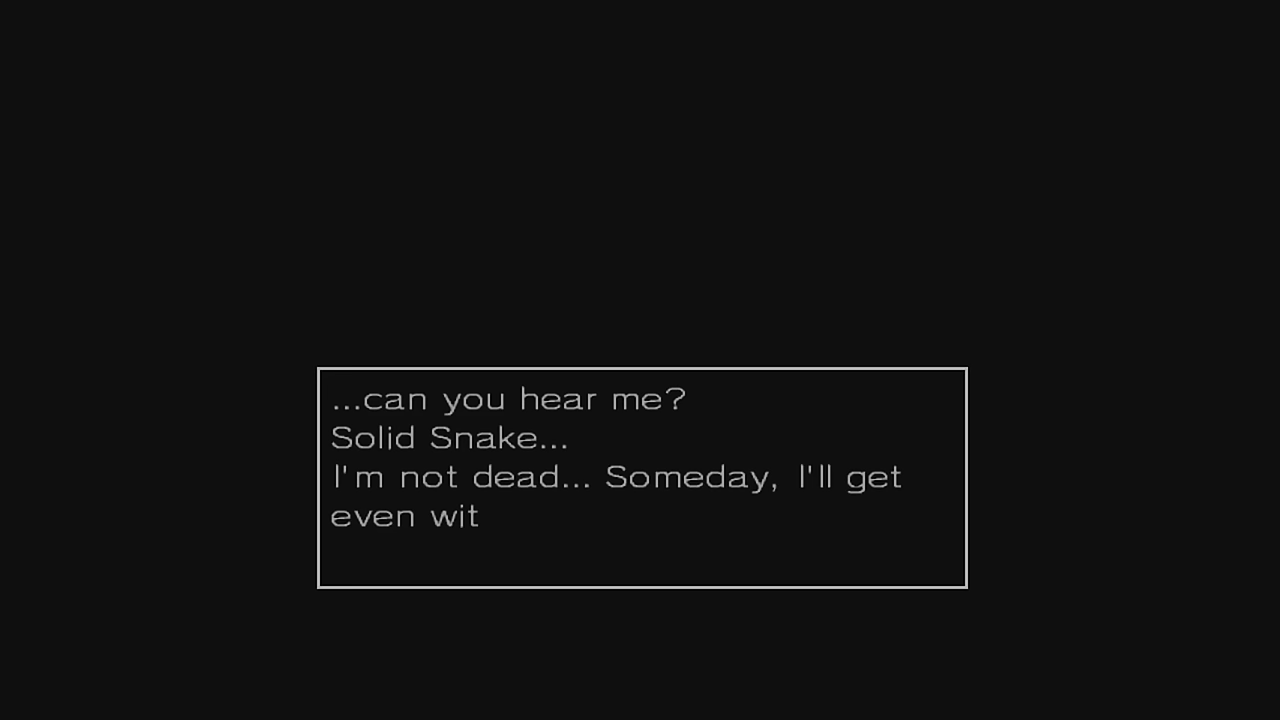 ...can you hear me?
Solid Snake...
I'm not dead... Someday, I'll get
even wit